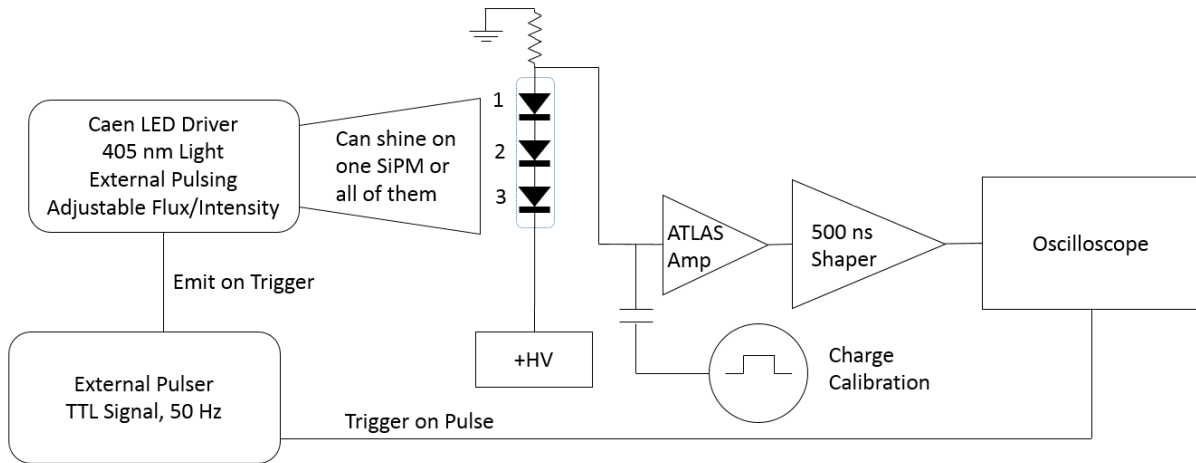 Caen LED Driver
405 nm Light
External Pulsing
Adjustable Flux/Intensity
Can shine on
one SiPM or
all of them
1
2
3
ATLAS
Amp
500 ns
Shaper
Oscilloscope
Emit on Trigger
+HV
Charge
Calibration
External Pulser
TTL Signal, 50 Hz
Trigger on Pulse